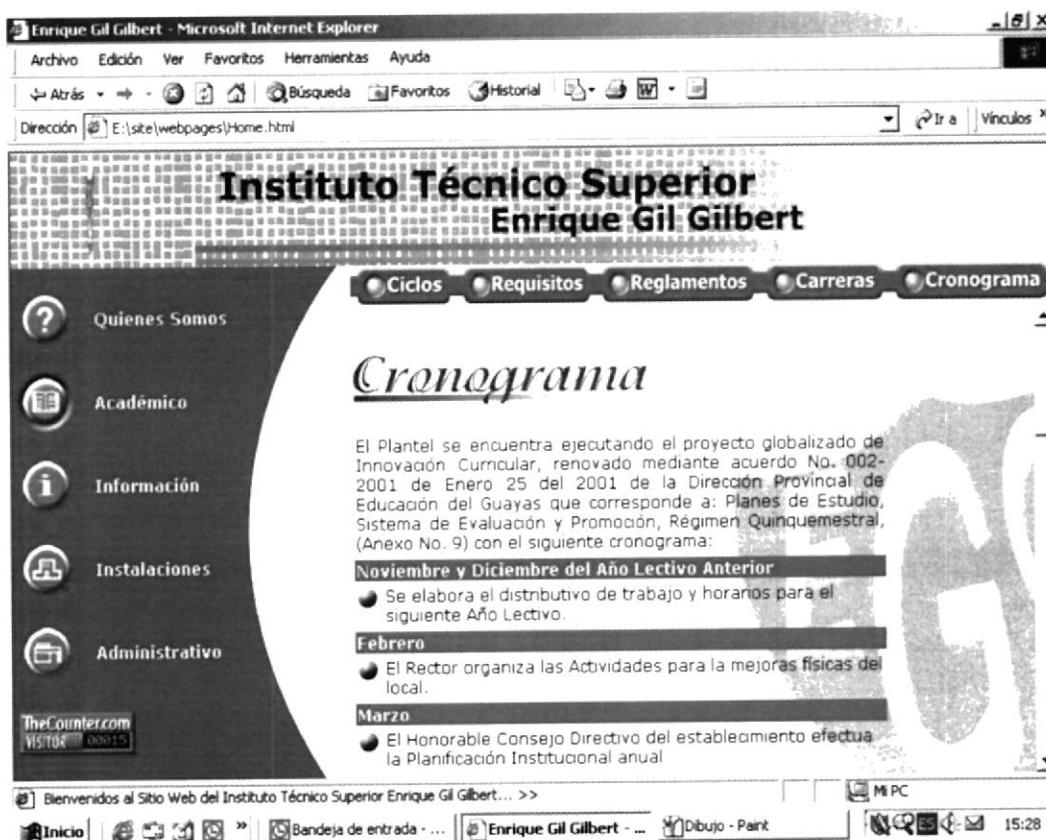 Enrique Gil Gilbert - Microsoft Internet Explorer
Archivo Edición Ver Favoritos Herramientas Ayuda
Atrás Búsqueda Favoritos Historial
Dirección E:\site\webpages\Home.html Ir a Vínculos »
Instituto Técnico Superior
Enrique Gil Gilbert
Ciclos Requisitos Reglamentos Carreras Cronograma
Quienes Somos
Académico
Información
Instalaciones
Administrativo
TheCounter.com
VISITOR 00015
Cronograma
El Plantel se encuentra ejecutando el proyecto globalizado de
Innovación Curricular, renovado mediante acuerdo No. 002-
2001 de Enero 25 del 2001 de la Dirección Provincial de
Educación del Guayas que corresponde a: Planes de Estudio,
Sistema de Evaluación y Promoción, Régimen Quinquemestral,
(Anexo No. 9) con el siguiente cronograma:
Noviembre y Diciembre del Año Lectivo Anterior
Se elabora el distributivo de trabajo y horarios para el
siguiente Año Lectivo.
Febrero
El Rector organiza las Actividades para la mejoras físicas del
local.
Marzo
El Honorable Consejo Directivo del establecimiento efectua
la Planificación Institucional anual
EGG
Bienvenidos al Sitio Web del Instituto Técnico Superior Enrique Gil Gilbert... >> Mi PC
Inicio » Bandeja de entrada - ... Enrique Gil Gilbert - ... Dibujo - Paint ES 15:28